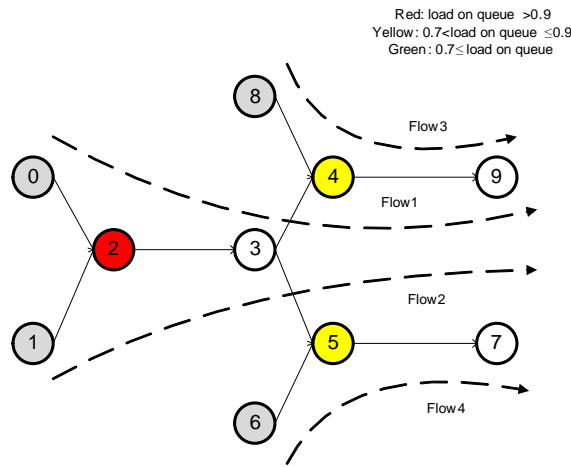 Red: load on queue >0.9
Yellow: 0.7<load on queue ≤0.9
Green: 0.7≤load on queue
8
Flow3
0
4
9
Flow1
2
3
Flow2
1
5
7
Flow4
6